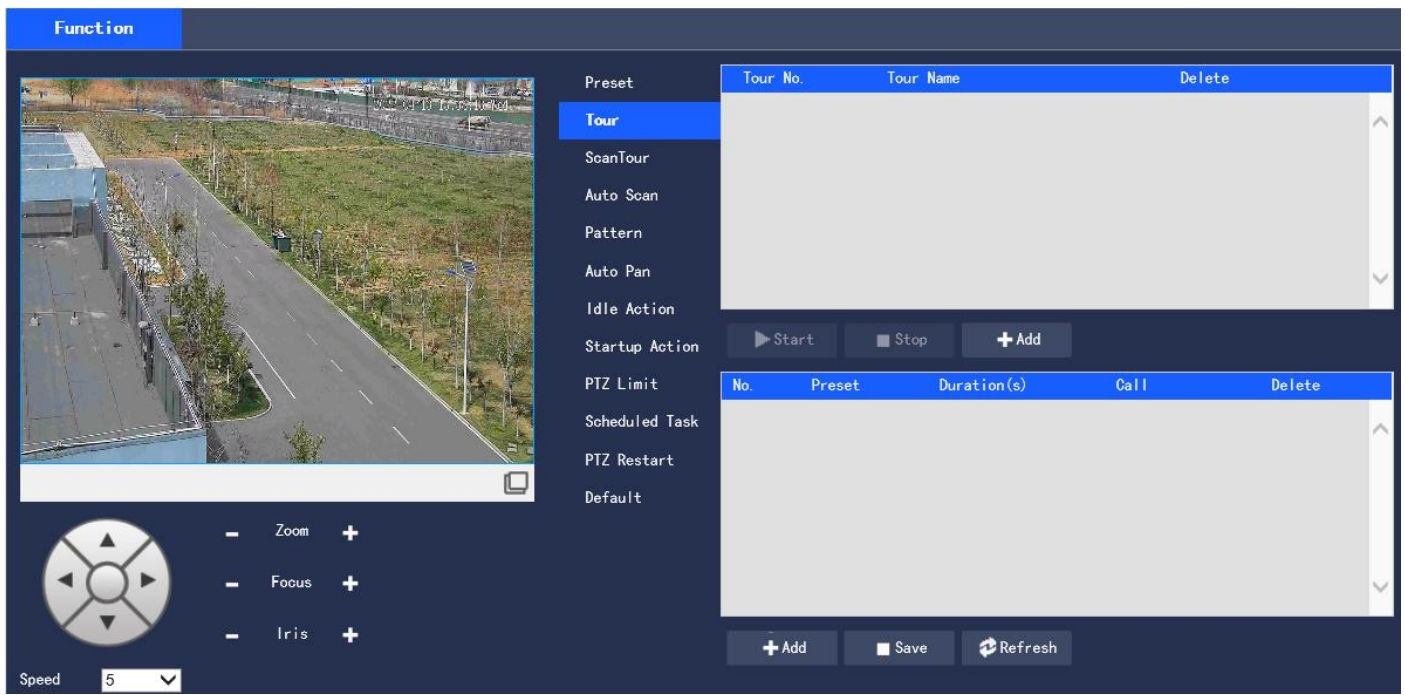 Function
Preset
Tour
ScanTour
Auto Scan
Pattern
Auto Pan
Idle Action
Startup Action
PTZ Limit
Scheduled Task
PTZ Restart
Default
Tour No. Tour Name Delete
Start Stop Add
No. Preset Duration(s) Call Delete
Add Save Refresh
Zoom
Focus
Iris
Speed 5